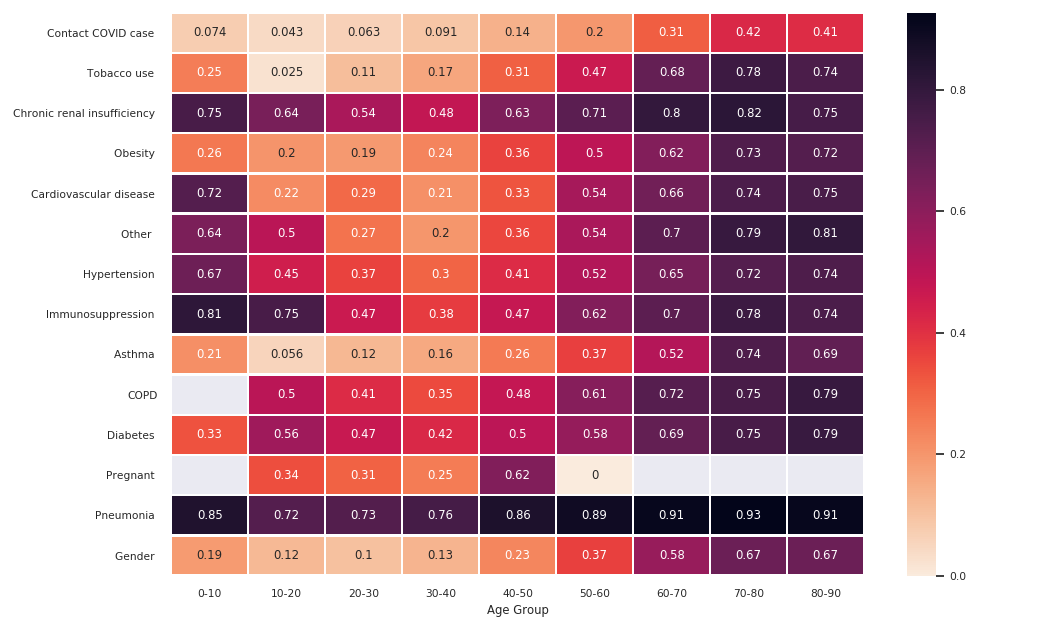 Contact COVID case 0.074 0.043 0.063 0.091 0.14 0.2 0.31 0.42 0.41
Tobacco use 0.25 0.025 0.11 0.17 0.31 0.47 0.68 0.78 0.74
0.8
Chronic renal insufficiency 0.75 0.64 0.54 0.48 0.63 0.71 0.8 0.82 0.75
Obesity 0.26 0.2 0.19 0.24 0.36 0.5 0.62 0.73 0.72
Cardiovascular disease 0.72 0.22 0.29 0.21 0.33 0.54 0.66 0.74 0.75
0.6
Other 0.64 0.5 0.27 0.2 0.36 0.54 0.7 0.79 0.81
Hypertension 0.67 0.45 0.37 0.3 0.41 0.52 0.65 0.72 0.74
Immunosuppression 0.81 0.75 0.47 0.38 0.47 0.62 0.7 0.78 0.74
0.4
Asthma 0.21 0.056 0.12 0.16 0.26 0.37 0.52 0.74 0.69
COPD 0.5 0.41 0.35 0.48 0.61 0.72 0.75 0.79
Diabetes 0.33 0.56 0.47 0.42 0.5 0.58 0.69 0.75 0.79
0.2
Pregnant 0.34 0.31 0.25 0.62 0
Pneumonia 0.85 0.72 0.73 0.76 0.86 0.89 0.91 0.93 0.91
Gender 0.19 0.12 0.1 0.13 0.23 0.37 0.58 0.67 0.67
0.0
0-10 10-20 20-30 30-40 40-50 50-60 60-70 70-80 80-90
Age Group